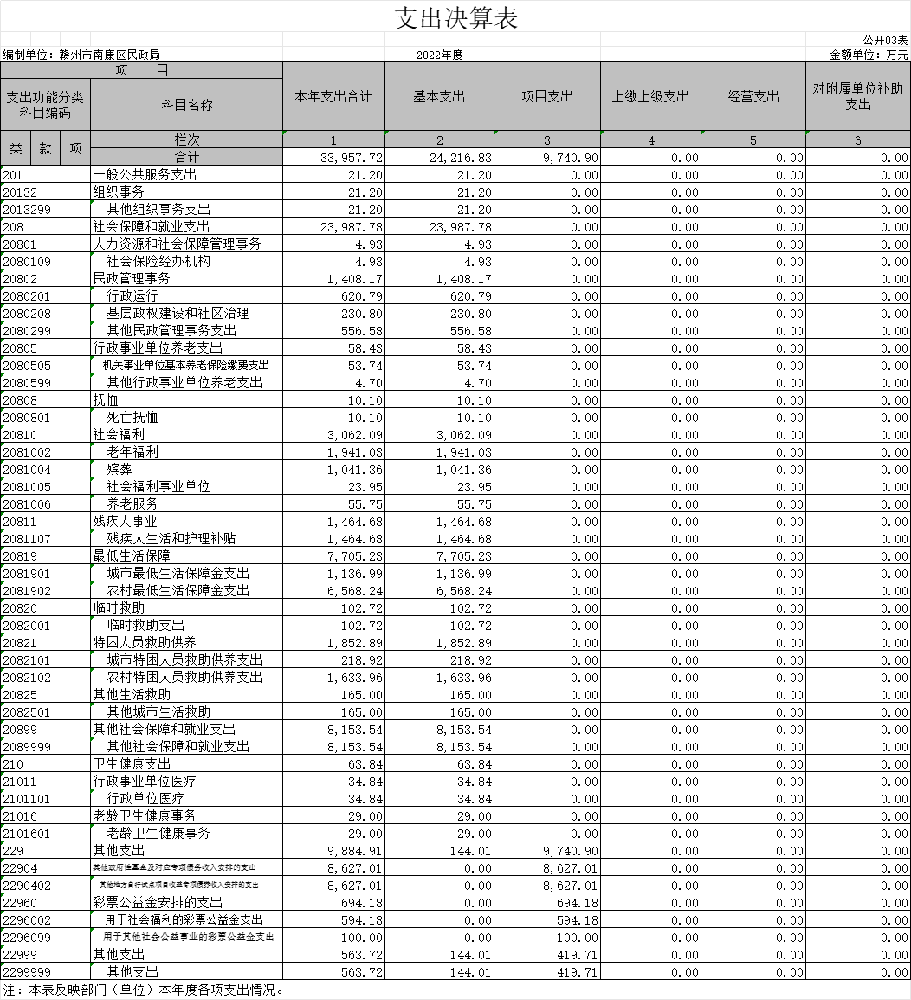 支出决算表
公开03表
编制单位：赣州市南康区民政局 2022年度 金额单位：万元
项 目 本年支出合计 基本支出 项目支出 上缴上级支出 经营支出 对附属单位补助支出
支出功能分类科目编码 科目名称
类 款 项 栏次 1 2 3 4 5 6
合计 33,957.72 24,216.83 9,740.90 0.00 0.00 0.00
201 一般公共服务支出 21.20 21.20 0.00 0.00 0.00 0.00
20132 组织事务 21.20 21.20 0.00 0.00 0.00 0.00
2013299 其他组织事务支出 21.20 21.20 0.00 0.00 0.00 0.00
208 社会保障和就业支出 23,987.78 23,987.78 0.00 0.00 0.00 0.00
20801 人力资源和社会保障管理事务 4.93 4.93 0.00 0.00 0.00 0.00
2080109 社会保险经办机构 4.93 4.93 0.00 0.00 0.00 0.00
20802 民政管理事务 1,408.17 1,408.17 0.00 0.00 0.00 0.00
2080201 行政运行 620.79 620.79 0.00 0.00 0.00 0.00
2080208 基层政权建设和社区治理 230.80 230.80 0.00 0.00 0.00 0.00
2080299 其他民政管理事务支出 556.58 556.58 0.00 0.00 0.00 0.00
20805 行政事业单位养老支出 58.43 58.43 0.00 0.00 0.00 0.00
2080505 机关事业单位基本养老保险缴费支出 53.74 53.74 0.00 0.00 0.00 0.00
2080599 其他行政事业单位养老支出 4.70 4.70 0.00 0.00 0.00 0.00
20808 抚恤 10.10 10.10 0.00 0.00 0.00 0.00
2080801 死亡抚恤 10.10 10.10 0.00 0.00 0.00 0.00
20810 社会福利 3,062.09 3,062.09 0.00 0.00 0.00 0.00
2081002 老年福利 1,941.03 1,941.03 0.00 0.00 0.00 0.00
2081004 殡葬 1,041.36 1,041.36 0.00 0.00 0.00 0.00
2081005 社会福利事业单位 23.95 23.95 0.00 0.00 0.00 0.00
2081006 养老服务 55.75 55.75 0.00 0.00 0.00 0.00
20811 残疾人事业 1,464.68 1,464.68 0.00 0.00 0.00 0.00
2081107 残疾人生活和护理补贴 1,464.68 1,464.68 0.00 0.00 0.00 0.00
20819 最低生活保障 7,705.23 7,705.23 0.00 0.00 0.00 0.00
2081901 城市最低生活保障金支出 1,136.99 1,136.99 0.00 0.00 0.00 0.00
2081902 农村最低生活保障金支出 6,568.24 6,568.24 0.00 0.00 0.00 0.00
20820 临时救助 102.72 102.72 0.00 0.00 0.00 0.00
2082001 临时救助支出 102.72 102.72 0.00 0.00 0.00 0.00
20821 特困人员救助供养 1,852.89 1,852.89 0.00 0.00 0.00 0.00
2082101 城市特困人员救助供养支出 218.92 218.92 0.00 0.00 0.00 0.00
2082102 农村特困人员救助供养支出 1,633.96 1,633.96 0.00 0.00 0.00 0.00
20825 其他生活救助 165.00 165.00 0.00 0.00 0.00 0.00
2082501 其他城市生活救助 165.00 165.00 0.00 0.00 0.00 0.00
20899 其他社会保障和就业支出 8,153.54 8,153.54 0.00 0.00 0.00 0.00
2089999 其他社会保障和就业支出 8,153.54 8,153.54 0.00 0.00 0.00 0.00
210 卫生健康支出 63.84 63.84 0.00 0.00 0.00 0.00
21011 行政事业单位医疗 34.84 34.84 0.00 0.00 0.00 0.00
2101101 行政单位医疗 34.84 34.84 0.00 0.00 0.00 0.00
21016 老龄卫生健康事务 29.00 29.00 0.00 0.00 0.00 0.00
2101601 老龄卫生健康事务 29.00 29.00 0.00 0.00 0.00 0.00
229 其他支出 9,884.91 144.01 9,740.90 0.00 0.00 0.00
22904 其他政府性基金及对应专项债务收入安排的支出 8,627.01 0.00 8,627.01 0.00 0.00 0.00
2290402 其他地方自行试点项目收益专项债券收入安排的支出 8,627.01 0.00 8,627.01 0.00 0.00 0.00
22960 彩票公益金安排的支出 694.18 0.00 694.18 0.00 0.00 0.00
2296002 用于社会福利的彩票公益金支出 594.18 0.00 594.18 0.00 0.00 0.00
2296099 用于其他社会公益事业的彩票公益金支出 100.00 0.00 100.00 0.00 0.00 0.00
22999 其他支出 563.72 144.01 419.71 0.00 0.00 0.00
2299999 其他支出 563.72 144.01 419.71 0.00 0.00 0.00
注：本表反映部门（单位）本年度各项支出情况。